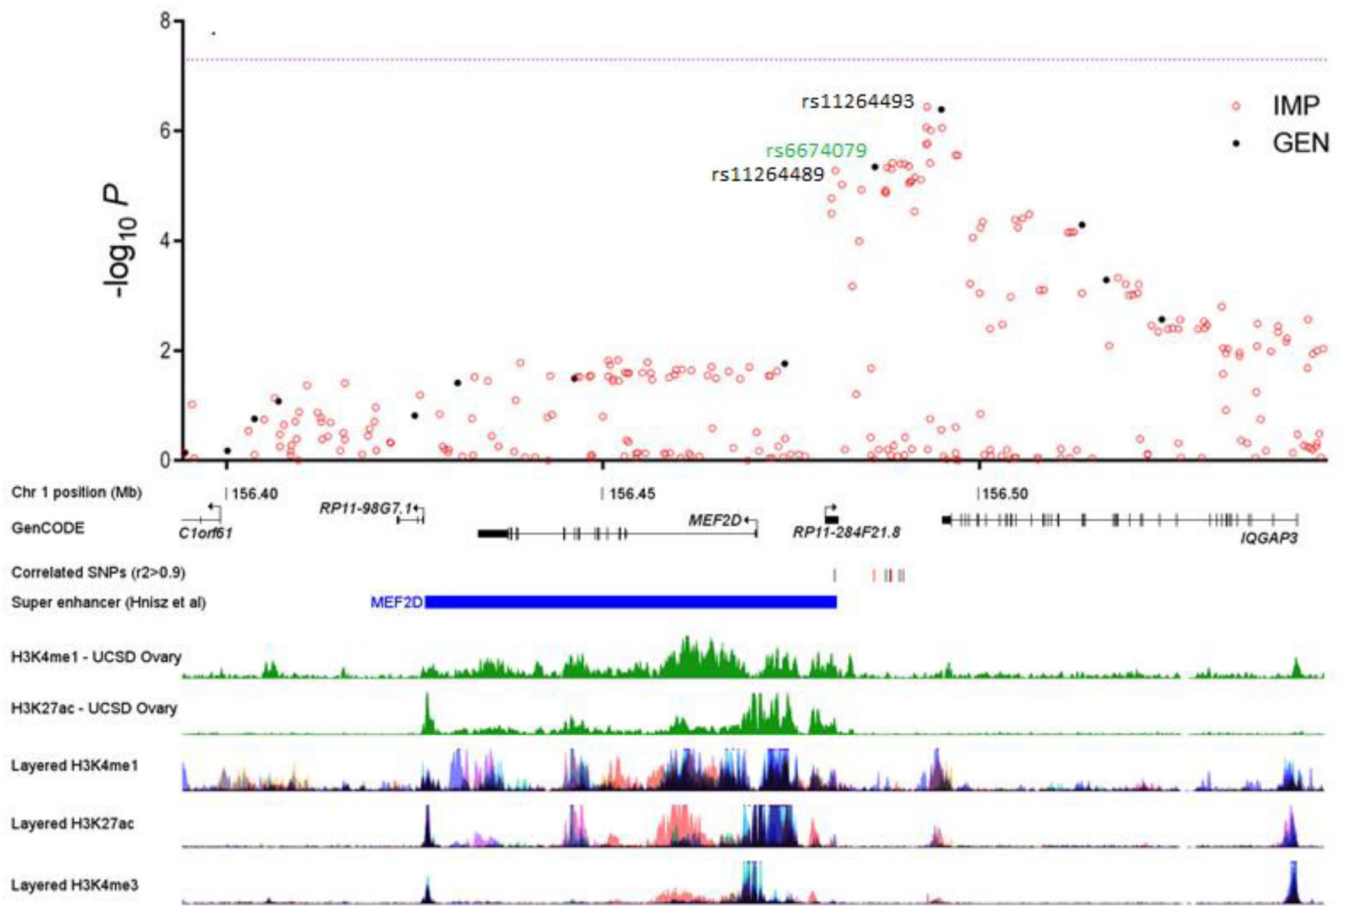 8
rs11264493
IMP
6
rs6674079
GEN
rs11264489
-log10 P
4
2
0
Chr 1 position (Mb)
156.40
156.45
156.50
RP11-98G7.1
MEF2D
GenCODE
C1orf61
RP11-284F21.8
IQGAP3
Correlated SNPs (r2>0.9)
Super enhancer (Hnisz et al)
MEF2D
H3K4me1 - UCSD Ovary
H3K27ac - UCSD Ovary
Layered H3K4me1
Layered H3K27ac
Layered H3K4me3